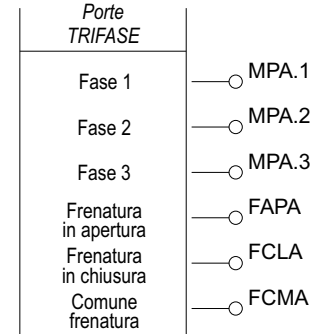 Porte
TRIFASE
Fase 1
MPA.1
Fase 2
MPA.2
Fase 3
MPA.3
Frenatura
in apertura
FAPA
Frenatura
in chiusura
FCLA
Comune
frenatura
FCMA